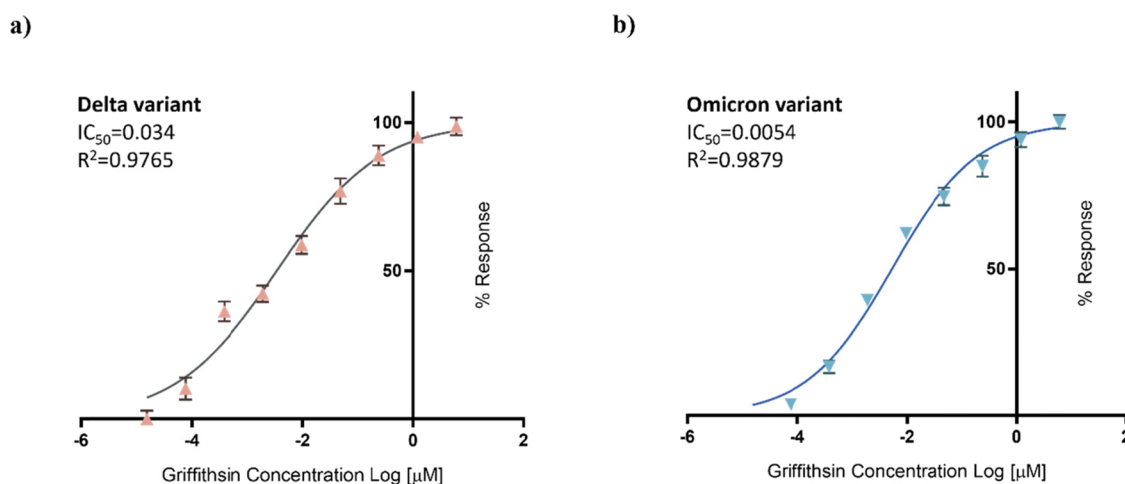 a)
Delta variant
IC50=0.034
R²=0.9765
100
50
% Response
-6
-4
-2
0
2
Griffithsin Concentration Log [μM]
b)
Omicron variant
IC50=0.0054
R²=0.9879
100
50
% Response
-6
-4
-2
0
2
Griffithsin Concentration Log [μM]